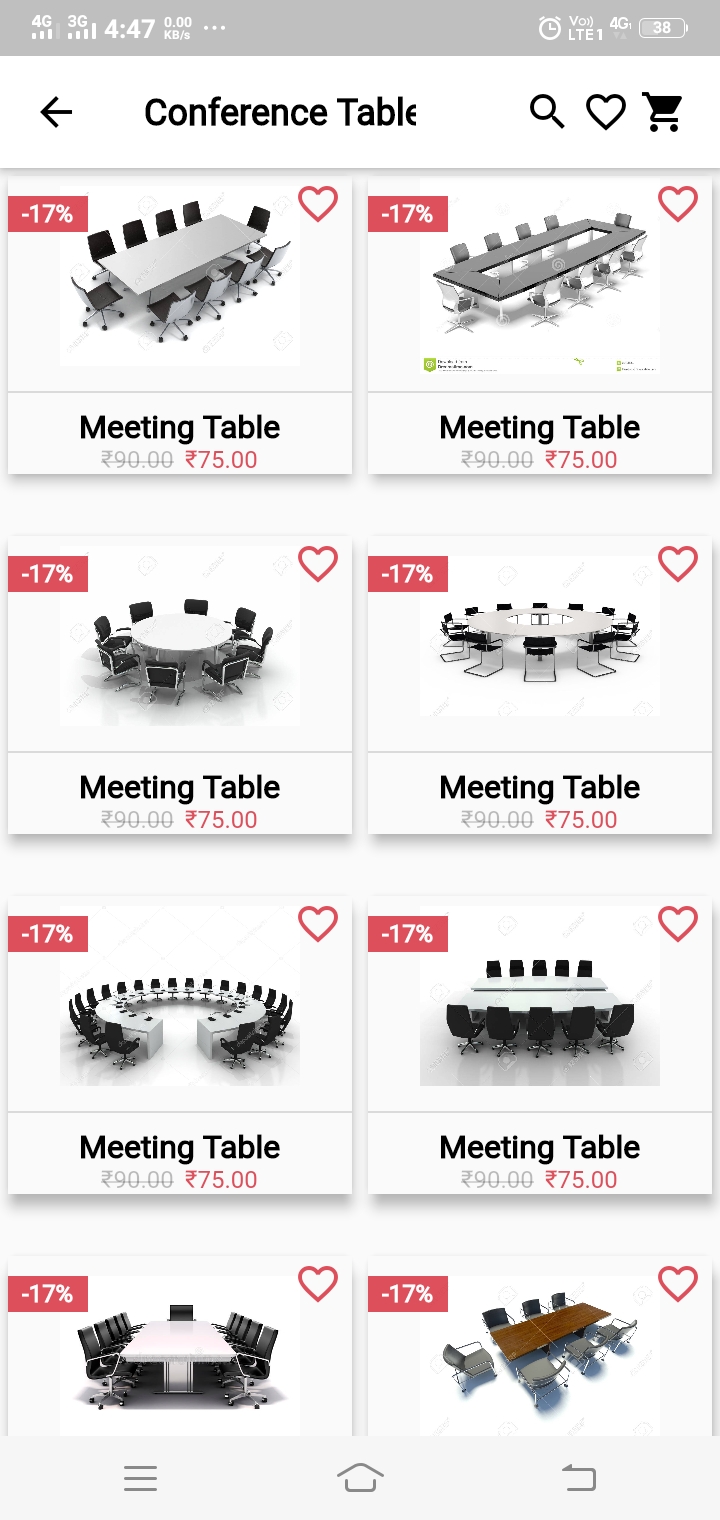 4G 3G 4:47 0.00 KB/s ... Vo)) LTE1 4G 38
Conference Table
-17%
-17%
Meeting Table
₹90.00 ₹75.00
Meeting Table
₹90.00 ₹75.00
-17%
-17%
Meeting Table
₹90.00 ₹75.00
Meeting Table
₹90.00 ₹75.00
-17%
-17%
Meeting Table
₹90.00 ₹75.00
Meeting Table
₹90.00 ₹75.00
-17%
-17%